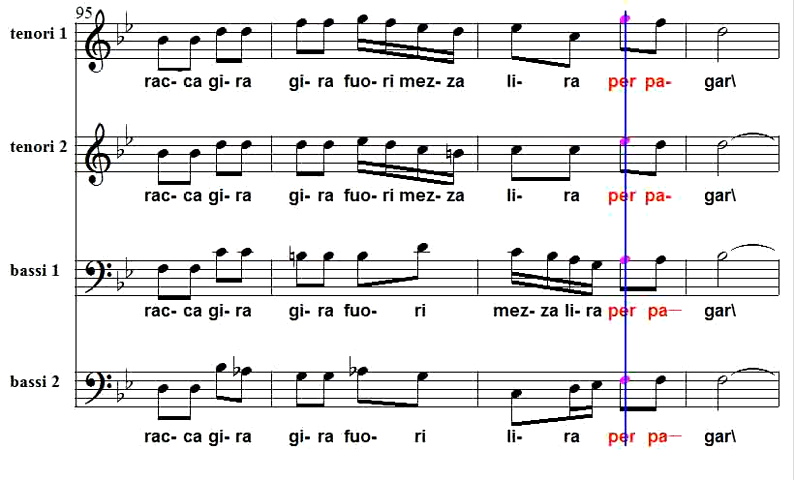 95
tenori 1
rac- ca gi- ra gi- ra fuo- ri mez- za li- ra per pa- gar\
tenori 2
rac- ca gi- ra gi- ra fuo- ri mez- za li- ra per pa- gar\
bassi 1
rac- ca gi- ra gi- ra fuo- ri mez- za li- ra per pa- gar\
bassi 2
rac- ca gi- ra gi- ra fuo- ri li- ra per pa- gar\